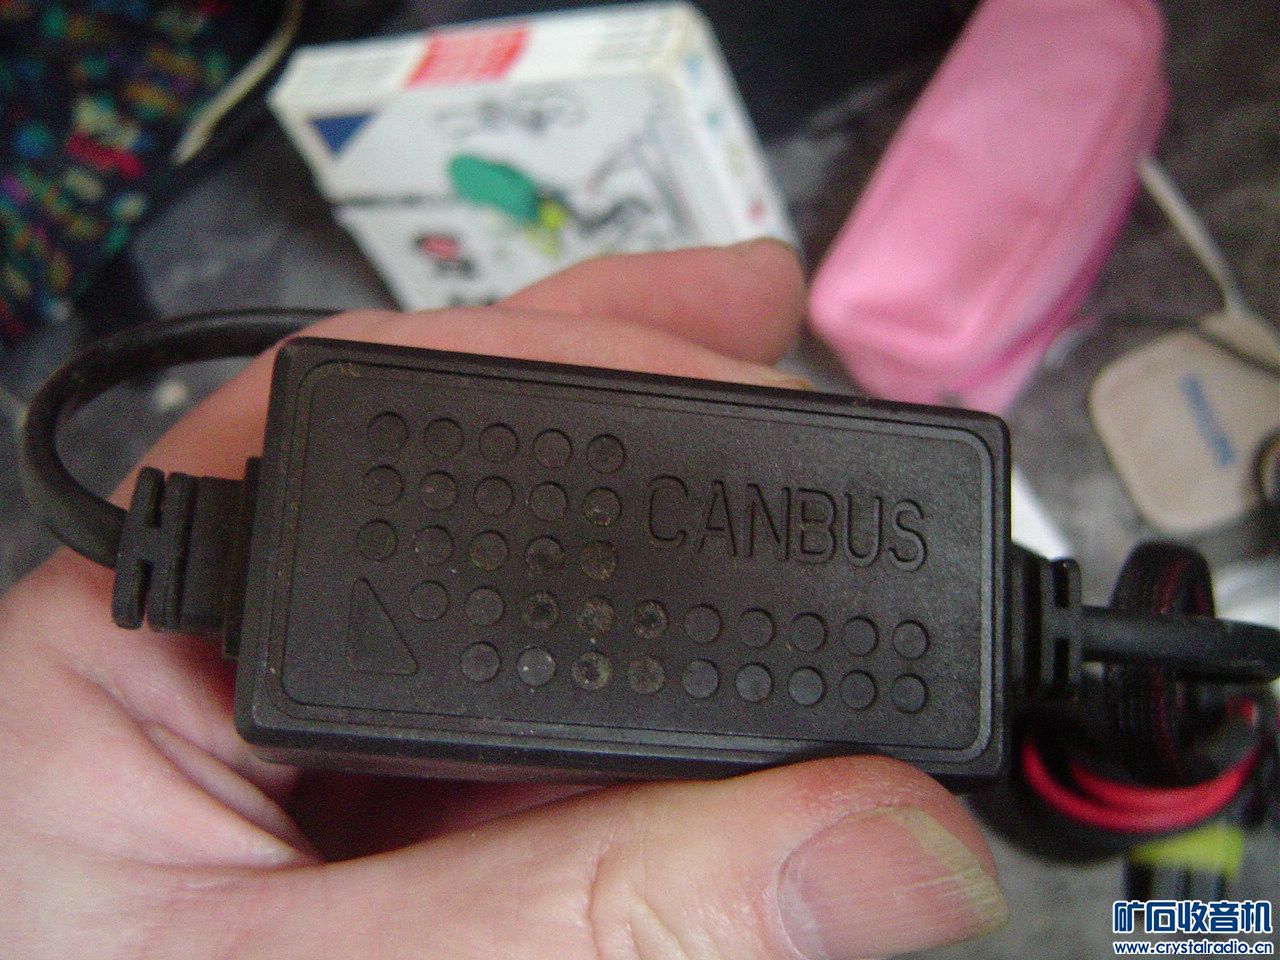 CANBUS
矿石收音机
www.crystalradio.cn